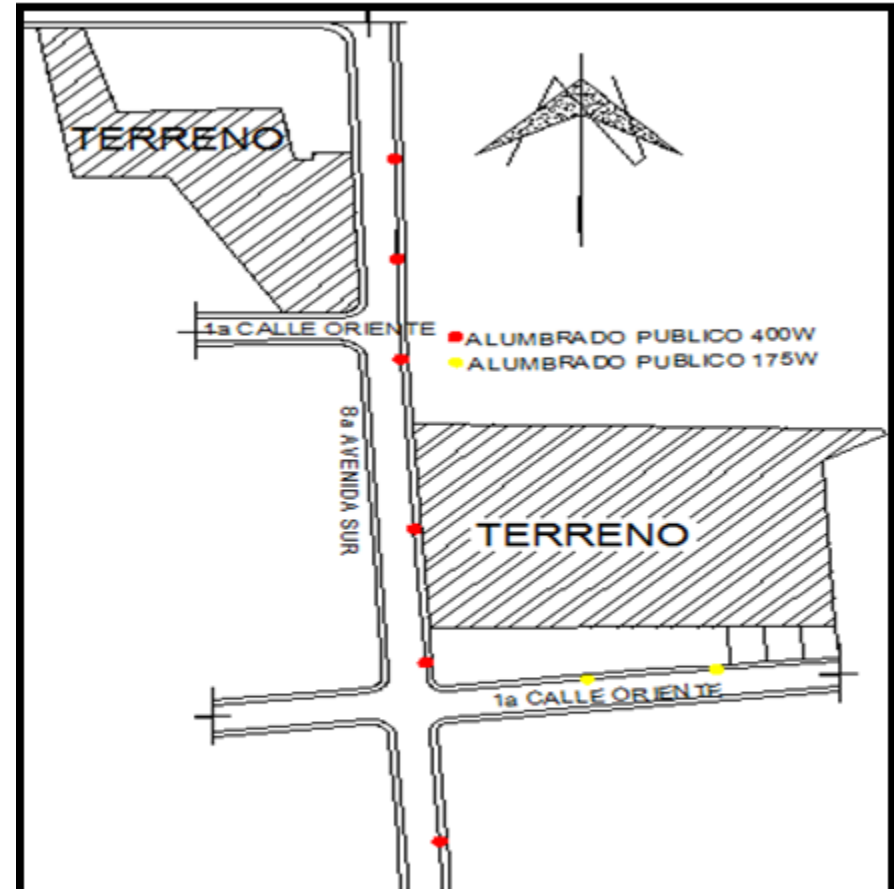 TERRENO
1a CALLE ORIENTE
ALUMBRADO PUBLICO 400W
ALUMBRADO PUBLICO 175W
8a AVENIDA SUR
TERRENO
1a CALLE ORIENTE